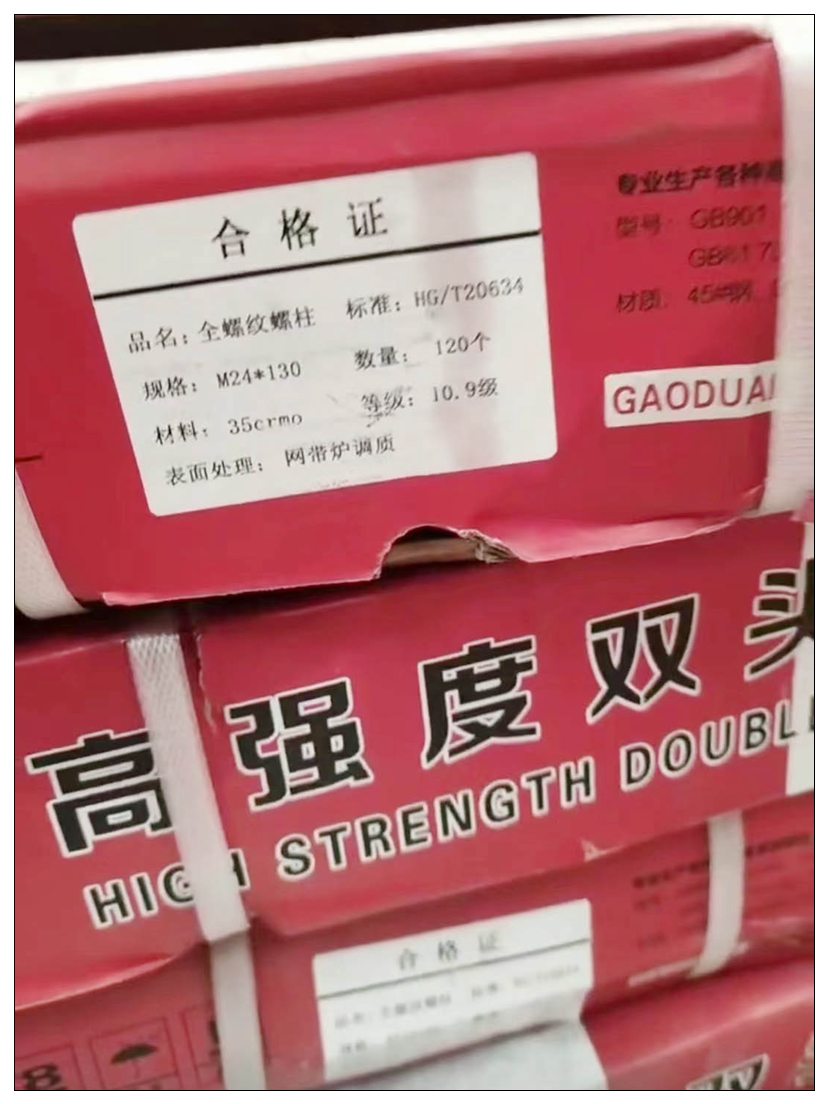 合格证
品名：全螺纹螺柱 标准：HG/T20634
规格：M24*130 数量：120个
材料：35crmo 等级：10.9级
表面处理：网带炉调质
专业生产各种
型号：GB901
材质：45#钢
GAODUA
高强度双头
HIGH STRENGTH DOUBL
合格证
8
双